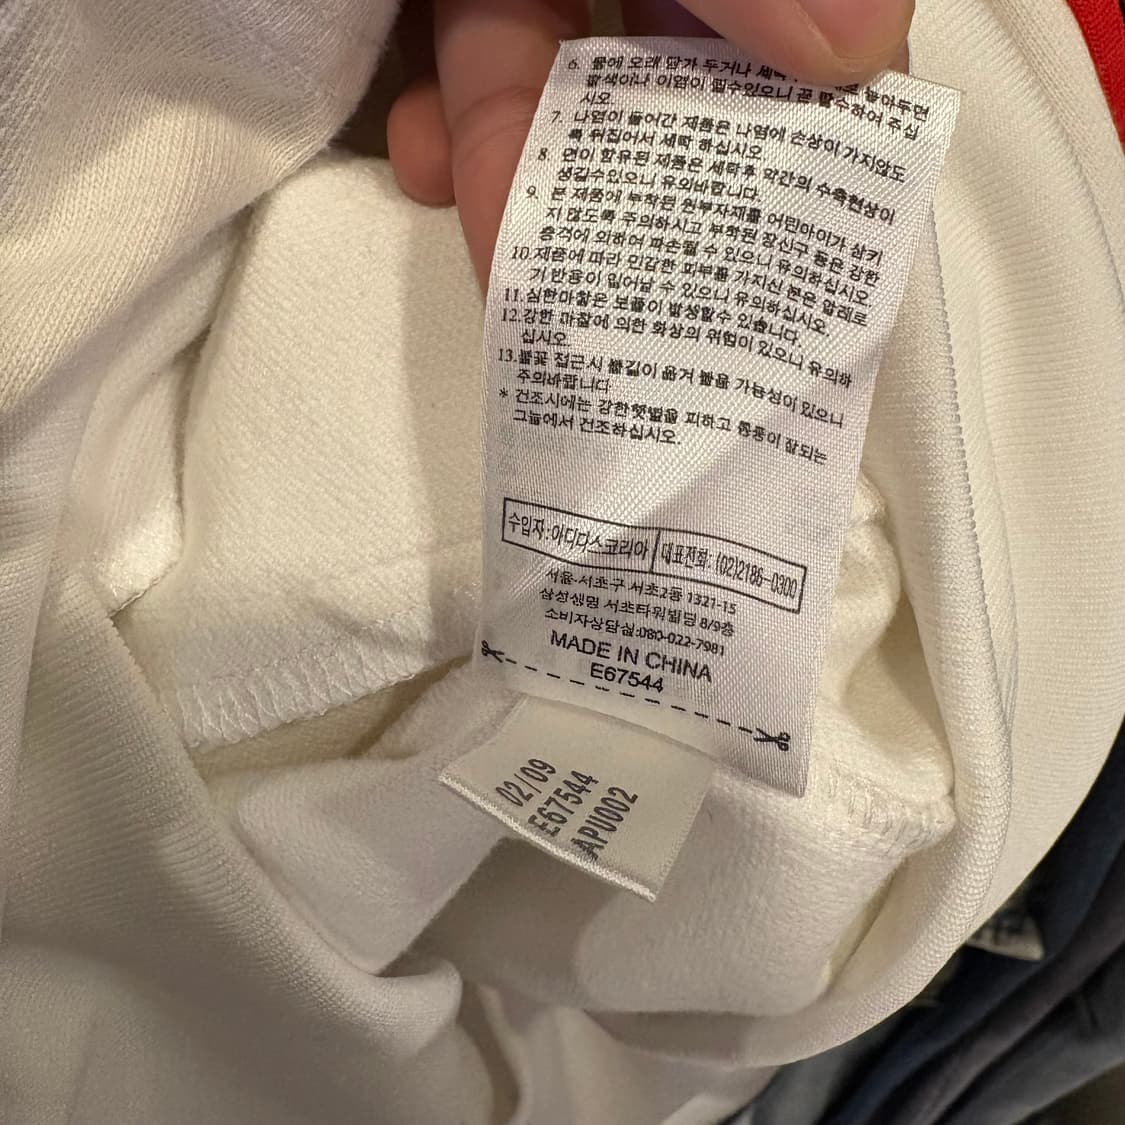 6. 물에 오래 담가 두거나 세탁 놓아두면
탈색이나 이염이 될수있으니 꼭 탈수하여 주십
시오.
7. 나염이 들어간 제품은 나염에 손상이 가지않도
록 뒤집어서 세탁 하십시오
8. 면이 함유된 제품은 세탁후 약간의 수축현상이
생길수있으니 유의바랍니다.
9. 본 제품에 부착된 원부자재를 어린아이가 삼키
지 않도록 주의하시고 부착된 장신구 등은 강한
충격에 의하여 파손될 수 있으니 유의하십시오
10.제품에 따라 민감한 피부를 가지신 분은 알레르
기 반응이 일어날 수 있으니 유의하십시오.
11.심한마찰은 보풀이 발생할수 있습니다.
12.강한 마찰에 의한 화상의 위험이 있으니 유의하
십시오
13.불꽃 접근시 불길이 옮겨 붙을 가능성이 있으니
주의바랍니다
* 건조시에는 강한햇볕을 피하고 통풍이 잘되는
그늘에서 건조하십시오.
수입자:아디다스코리아 대표전화: (02)2186-0300
서울시 서초구 서초2동 1321-15
삼성생명 서초타워빌딩 8/9층
소비자상담실:080-022-7981
MADE IN CHINA
E67544
02/09
E67544
APU002